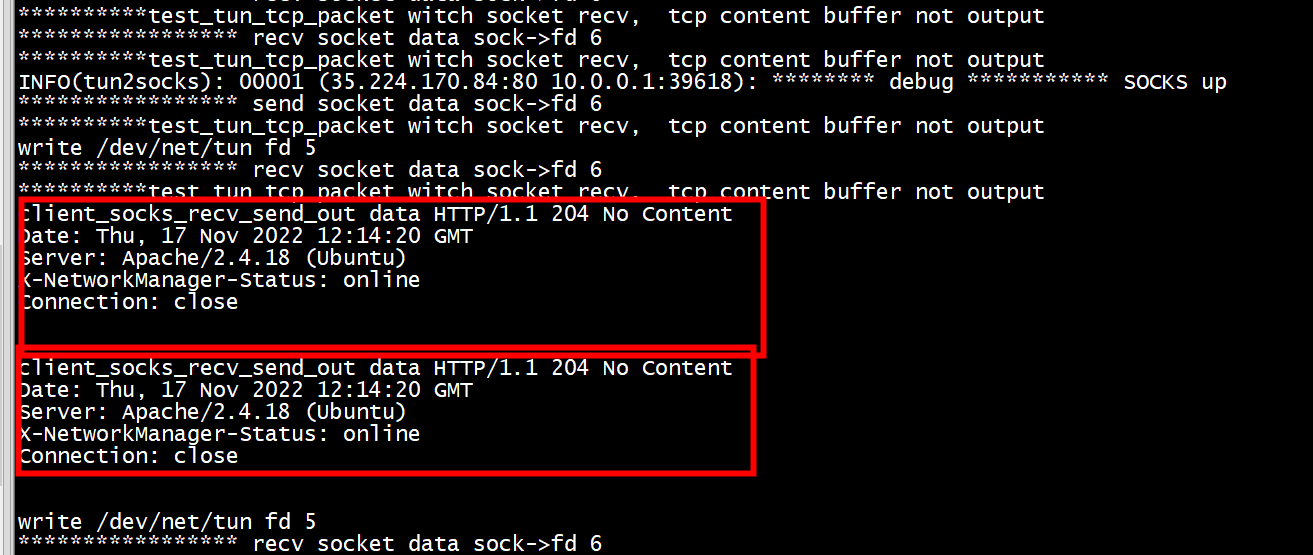 **********test_tun_tcp_packet witch socket recv,  tcp content buffer not output
***************** recv socket data sock->fd 6
**********test_tun_tcp_packet witch socket recv,  tcp content buffer not output
INFO(tun2socks): 00001 (35.224.170.84:80 10.0.0.1:39618): ******** debug *********** SOCKS up
***************** send socket data sock->fd 6
**********test_tun_tcp_packet witch socket recv,  tcp content buffer not output
write /dev/net/tun fd 5
***************** recv socket data sock->fd 6
**********test_tun_tcp_packet witch socket recv,  tcp content buffer not output
client_socks_recv_send_out data HTTP/1.1 204 No Content
Date: Thu, 17 Nov 2022 12:14:20 GMT
Server: Apache/2.4.18 (Ubuntu)
X-NetworkManager-Status: online
Connection: close
client_socks_recv_send_out data HTTP/1.1 204 No Content
Date: Thu, 17 Nov 2022 12:14:20 GMT
Server: Apache/2.4.18 (Ubuntu)
X-NetworkManager-Status: online
Connection: close
write /dev/net/tun fd 5
***************** recv socket data sock->fd 6